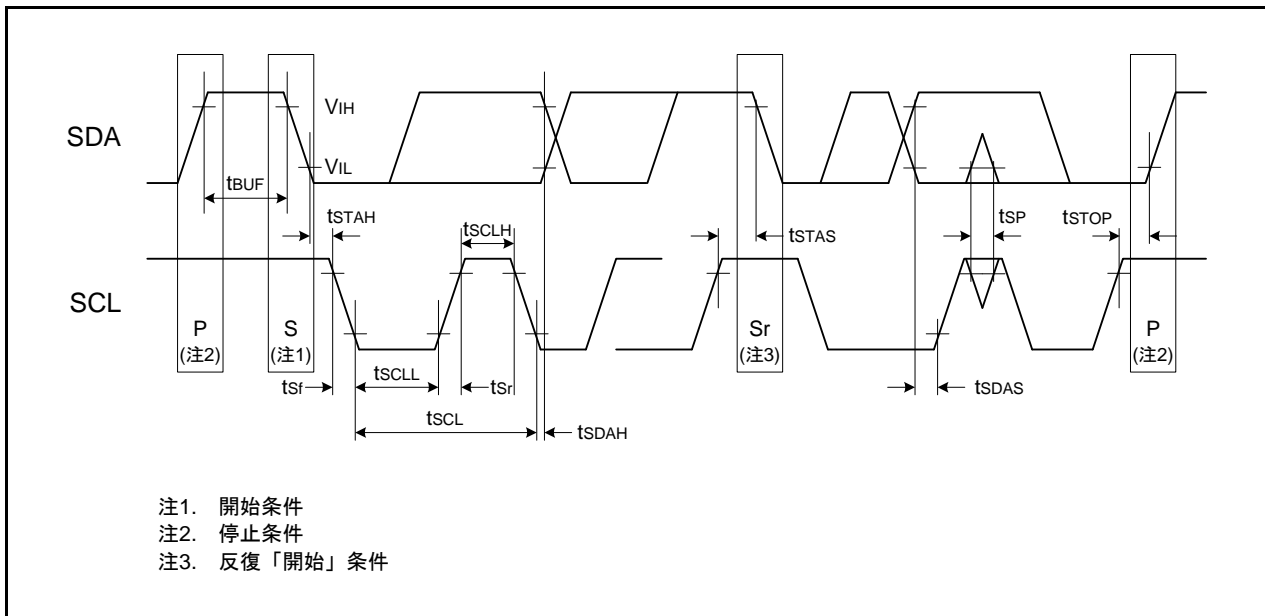 SDA
VIH
VIL
tBUF
tSTAH
tSCLH
tSTAS
tSP
tSTOP
SCL
P
(注2)
S
(注1)
Sr
(注3)
P
(注2)
tSf
tSCLL
tSr
tSCL
tSDAH
tSDAS
注1. 開始条件
注2. 停止条件
注3. 反復「開始」条件